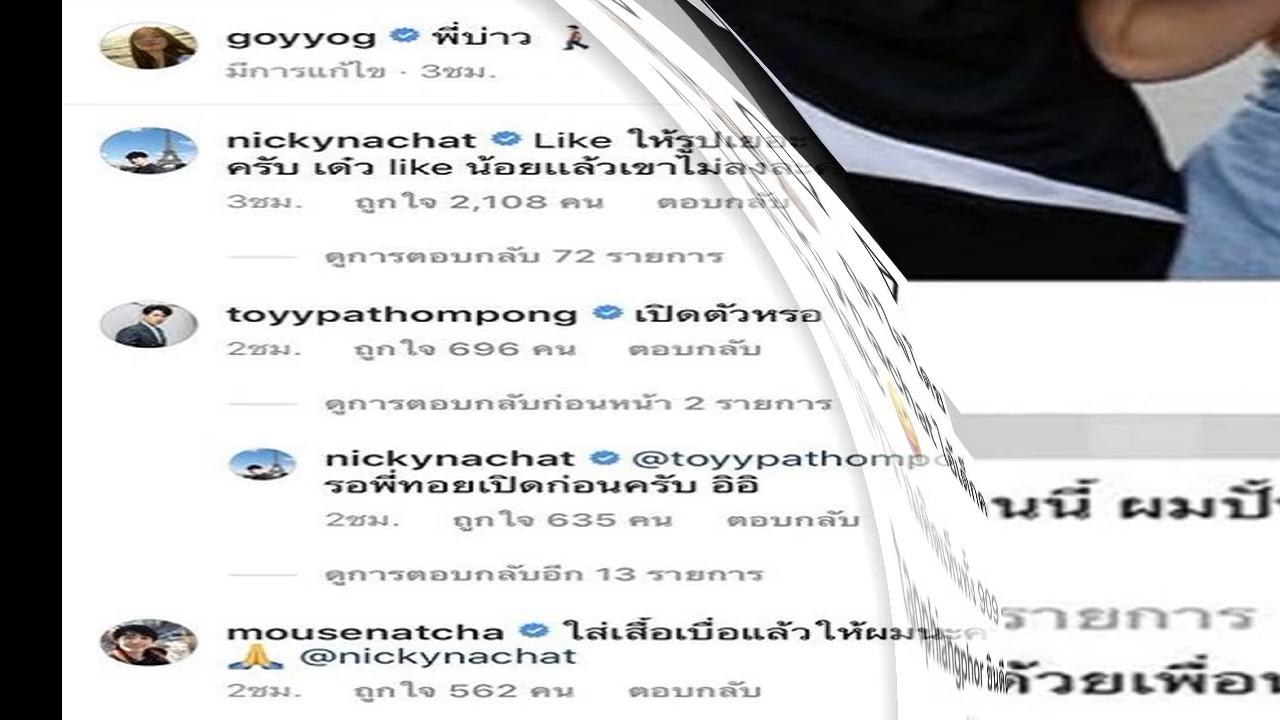 goyyog พี่บ่าว
มีการแก้ไข · 3ชม.
nickynachat Like ให้รูปเยอะ
ครับ เด๋ว like น้อยแล้วเขาไม่ลงละ
3ชม. ถูกใจ 2,108 คน ตอบกลับ
ดูการตอบกลับ 72 รายการ
toyypathompong เปิดตัวหรอ
2ชม. ถูกใจ 696 คน ตอบกลับ
ดูการตอบกลับก่อนหน้า 2 รายการ
nickynachat @toyypathomp
รอพี่ทอยเปิดก่อนครับ อิอิ
2ชม. ถูกใจ 635 คน ตอบกลับ
ดูการตอบกลับอีก 13 รายการ
mousenatcha ใส่เสื้อเบื่อแล้วให้ผมนะค
🙏 @nickynachat
2ชม. ถูกใจ 562 คน ตอบกลับ
นนี้ ผมป้
รายการ
ด้วยเพื่อน